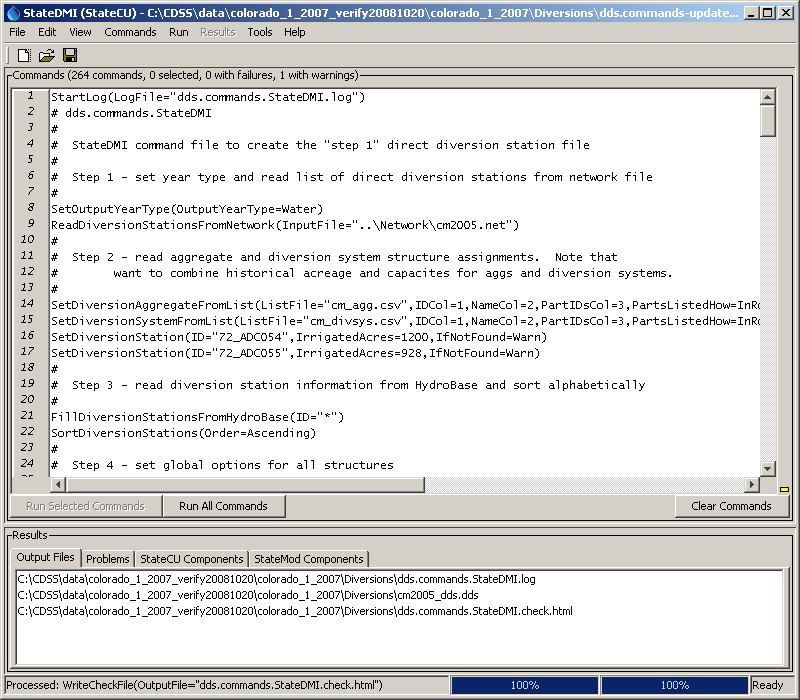 StateDMI (StateCU) - C:\CDSS\data\colorado_1_2007_verify20081020\colorado_1_2007\Diversions\dds.commands-update...
File Edit View Commands Run Results Tools Help
Commands (264 commands, 0 selected, 0 with failures, 1 with warnings)
1 StartLog(LogFile="dds.commands.StateDMI.log")
2 # dds.commands.StateDMI
3 #
4 #  StateDMI command file to create the "step 1" direct diversion station file
5 #
6 #  Step 1 - set year type and read list of direct diversion stations from network file
7 #
8 SetOutputYearType(OutputYearType=Water)
9 ReadDiversionStationsFromNetwork(InputFile="..\Network\cm2005.net")
10 #
11 #  Step 2 - read aggregate and diversion system structure assignments.  Note that
12 #        want to combine historical acreage and capacites for aggs and diversion systems.
13 #
14 SetDiversionAggregateFromList(ListFile="cm_agg.csv",IDCol=1,NameCol=2,PartIDsCol=3,PartsListedHow=InRo
15 SetDiversionSystemFromList(ListFile="cm_divsys.csv",IDCol=1,NameCol=2,PartIDsCol=3,PartsListedHow=InRo
16 SetDiversionStation(ID="72_ADC054",IrrigatedAcres=1200,IfNotFound=Warn)
17 SetDiversionStation(ID="72_ADC055",IrrigatedAcres=928,IfNotFound=Warn)
18 #
19 #  Step 3 - read diversion station information from HydroBase and sort alphabetically
20 #
21 FillDiversionStationsFromHydroBase(ID="*")
22 SortDiversionStations(Order=Ascending)
23 #
24 #  Step 4 - set global options for all structures
Run Selected Commands Run All Commands Clear Commands
Results
Output Files Problems StateCU Components StateMod Components
C:\CDSS\data\colorado_1_2007_verify20081020\colorado_1_2007\Diversions\dds.commands.StateDMI.log
C:\CDSS\data\colorado_1_2007_verify20081020\colorado_1_2007\Diversions\cm2005_dds.dds
C:\CDSS\data\colorado_1_2007_verify20081020\colorado_1_2007\Diversions\dds.commands.StateDMI.check.html
Processed: WriteCheckFile(OutputFile="dds.commands.StateDMI.check.html") 100% 100% Ready